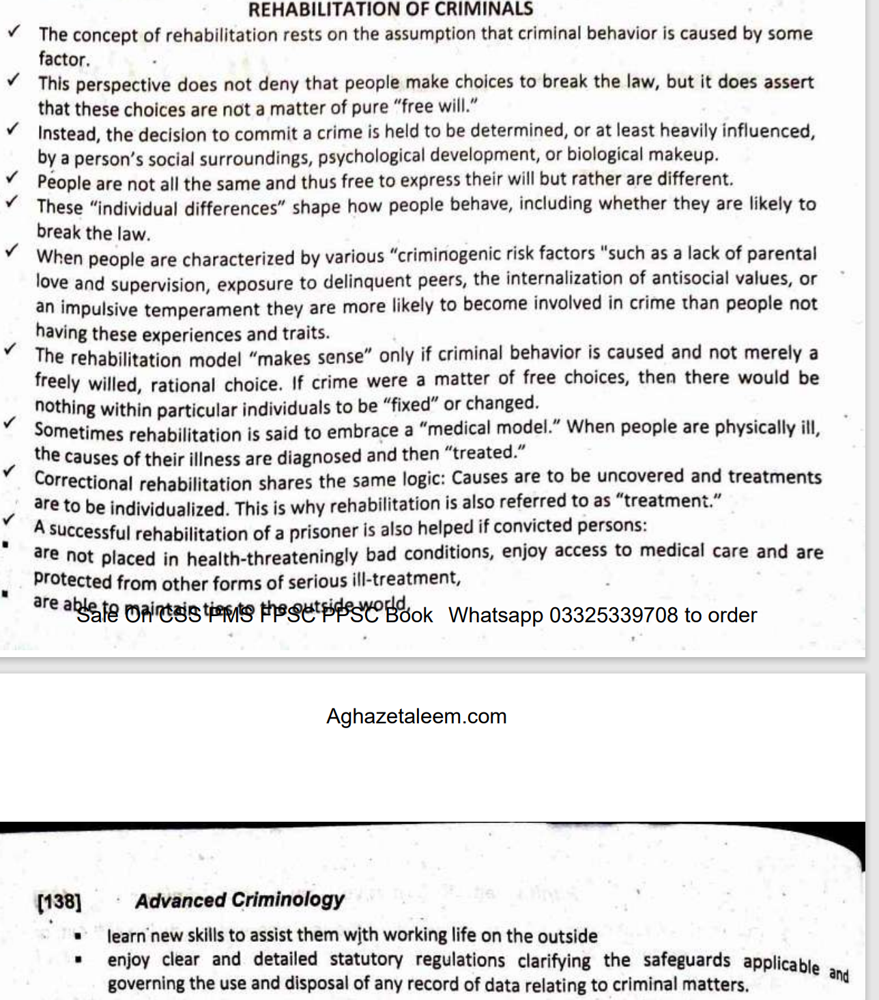 REHABILITATION OF CRIMINALS
✓ The concept of rehabilitation rests on the assumption that criminal behavior is caused by some
factor.
✓ This perspective does not deny that people make choices to break the law, but it does assert
that these choices are not a matter of pure “free will.”
✓ Instead, the decision to commit a crime is held to be determined, or at least heavily influenced,
by a person’s social surroundings, psychological development, or biological makeup.
✓ People are not all the same and thus free to express their will but rather are different.
✓ These “individual differences” shape how people behave, including whether they are likely to
break the law.
✓ When people are characterized by various “criminogenic risk factors "such as a lack of parental
love and supervision, exposure to delinquent peers, the internalization of antisocial values, or
an impulsive temperament they are more likely to become involved in crime than people not
having these experiences and traits.
✓ The rehabilitation model “makes sense” only if criminal behavior is caused and not merely a
freely willed, rational choice. If crime were a matter of free choices, then there would be
nothing within particular individuals to be “fixed” or changed.
✓ Sometimes rehabilitation is said to embrace a “medical model.” When people are physically ill,
the causes of their illness are diagnosed and then “treated.”
✓ Correctional rehabilitation shares the same logic: Causes are to be uncovered and treatments
are to be individualized. This is why rehabilitation is also referred to as “treatment.”
✓ A successful rehabilitation of a prisoner is also helped if convicted persons:
▪ are not placed in health-threateningly bad conditions, enjoy access to medical care and are
protected from other forms of serious ill-treatment,
▪ are able to maintain ties to the outside world,
Sale On CSS PMS FPSC PPSC Book Whatsapp 03325339708 to order
Aghazetaleem.com
[138] Advanced Criminology
▪ learn new skills to assist them with working life on the outside
▪ enjoy clear and detailed statutory regulations clarifying the safeguards applicable and
governing the use and disposal of any record of data relating to criminal matters.